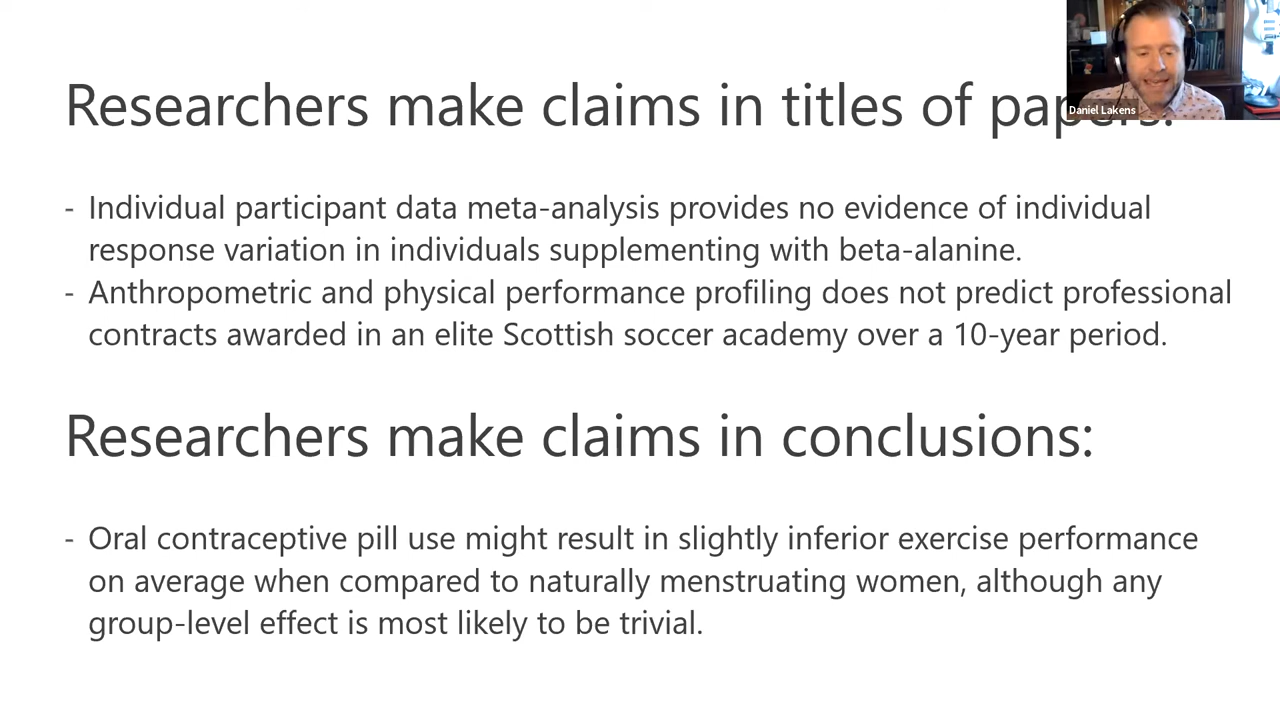 Researchers make claims in titles of papers:
Daniel Lakens
- Individual participant data meta-analysis provides no evidence of individual
response variation in individuals supplementing with beta-alanine.
- Anthropometric and physical performance profiling does not predict professional
contracts awarded in an elite Scottish soccer academy over a 10-year period.
Researchers make claims in conclusions:
- Oral contraceptive pill use might result in slightly inferior exercise performance
on average when compared to naturally menstruating women, although any
group-level effect is most likely to be trivial.